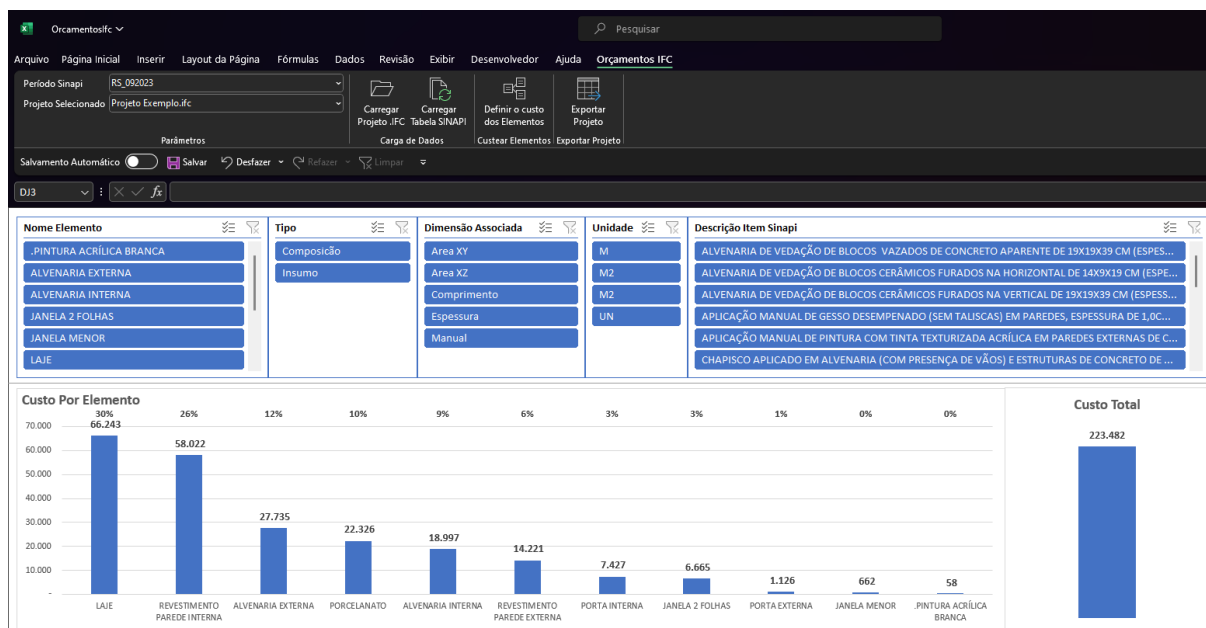 OrcamentosIfc
Pesquisar
Arquivo Página Inicial Inserir Layout da Página Fórmulas Dados Revisão Exibir Desenvolvedor Ajuda Orçamentos IFC
Período Sinapi RS_092023
Projeto Selecionado Projeto Exemplo.ifc
Carregar Projeto .IFC
Carregar Tabela SINAPI
Definir o custo dos Elementos
Exportar Projeto
Parâmetros Carga de Dados Custear Elementos Exportar Projeto
Salvamento Automático Salvar Desfazer Refazer Limpar
DJ3 fx
Nome Elemento
.PINTURA ACRÍLICA BRANCA
ALVENARIA EXTERNA
ALVENARIA INTERNA
JANELA 2 FOLHAS
JANELA MENOR
LAJE
Tipo
Composicão
Insumo
Dimensão Associada
Area XY
Area XZ
Comprimento
Espessura
Manual
Unidade
M
M2
M2
UN
Descrição Item Sinapi
ALVENARIA DE VEDAÇÃO DE BLOCOS VAZADOS DE CONCRETO APARENTE DE 19X19X39 CM (ESPES...
ALVENARIA DE VEDAÇÃO DE BLOCOS CERÂMICOS FURADOS NA HORIZONTAL DE 14X9X19 CM (ESPE...
ALVENARIA DE VEDAÇÃO DE BLOCOS CERÂMICOS FURADOS NA VERTICAL DE 19X19X39 CM (ESPESS...
APLICAÇÃO MANUAL DE GESSO DESEMPENADO (SEM TALISCAS) EM PAREDES, ESPESSURA DE 1,0C...
APLICAÇÃO MANUAL DE PINTURA COM TINTA TEXTURIZADA ACRÍLICA EM PAREDES EXTERNAS DE C...
CHAPISCO APLICADO EM ALVENARIA (COM PRESENÇA DE VÃOS) E ESTRUTURAS DE CONCRETO DE ...
Custo Por Elemento
30% 26% 12% 10% 9% 6% 3% 3% 1% 0% 0%
70.000
60.000
50.000
40.000
30.000
20.000
10.000
-
66.243 58.022 27.735 22.326 18.997 14.221 7.427 6.665 1.126 662 58
LAJE
REVESTIMENTO PAREDE INTERNA
ALVENARIA EXTERNA
PORCELANATO
ALVENARIA INTERNA
REVESTIMENTO PAREDE EXTERNA
PORTA INTERNA
JANELA 2 FOLHAS
PORTA EXTERNA
JANELA MENOR
.PINTURA ACRÍLICA BRANCA
Custo Total
223.482